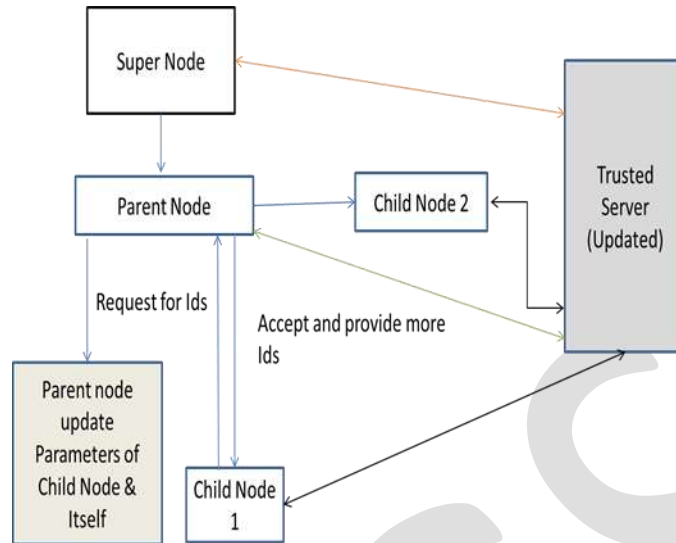 Super Node
Parent Node
Child Node 2
Trusted
Server
(Updated)
Request for Ids
Accept and provide more
Ids
Parent node
update
Parameters of
Child Node &
Itself
Child Node
1